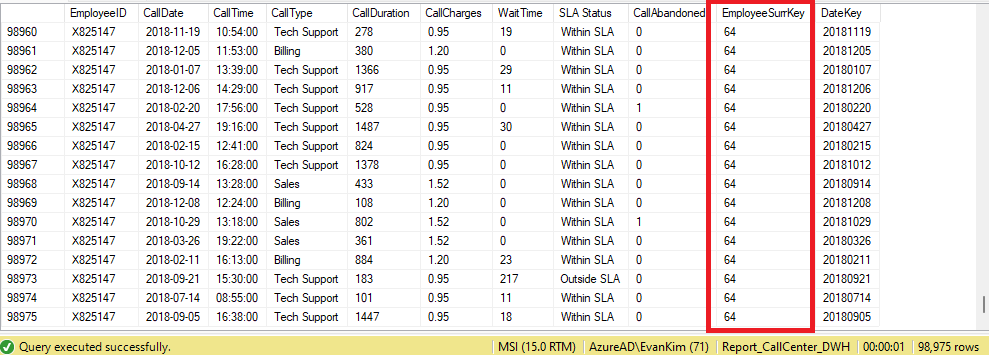 EmployeeID CallDate CallTime CallType CallDuration CallCharges WaitTime SLA Status CallAbandoned EmployeeSurrKey DateKey
98960 X825147 2018-11-19 10:54:00 Tech Support 278 0.95 19 Within SLA 0 64 20181119
98961 X825147 2018-12-05 11:53:00 Billing 380 1.20 0 Within SLA 0 64 20181205
98962 X825147 2018-01-07 13:39:00 Tech Support 1366 0.95 29 Within SLA 0 64 20180107
98963 X825147 2018-12-06 14:29:00 Tech Support 917 0.95 11 Within SLA 0 64 20181206
98964 X825147 2018-02-20 17:56:00 Tech Support 528 0.95 0 Within SLA 1 64 20180220
98965 X825147 2018-04-27 19:16:00 Tech Support 1487 0.95 30 Within SLA 0 64 20180427
98966 X825147 2018-02-15 12:41:00 Tech Support 824 0.95 0 Within SLA 0 64 20180215
98967 X825147 2018-10-12 16:28:00 Tech Support 1378 0.95 0 Within SLA 0 64 20181012
98968 X825147 2018-09-14 13:28:00 Sales 433 1.52 0 Within SLA 0 64 20180914
98969 X825147 2018-12-08 12:24:00 Billing 108 1.20 0 Within SLA 0 64 20181208
98970 X825147 2018-10-29 13:18:00 Sales 802 1.52 0 Within SLA 1 64 20181029
98971 X825147 2018-03-26 19:22:00 Sales 361 1.52 0 Within SLA 0 64 20180326
98972 X825147 2018-02-11 16:13:00 Billing 884 1.20 23 Within SLA 0 64 20180211
98973 X825147 2018-09-21 15:30:00 Tech Support 183 0.95 217 Outside SLA 0 64 20180921
98974 X825147 2018-07-14 08:55:00 Tech Support 101 0.95 11 Within SLA 0 64 20180714
98975 X825147 2018-09-05 16:38:00 Tech Support 1447 0.95 18 Within SLA 0 64 20180905
Query executed successfully. MSI (15.0 RTM) AzureAD\EvanKim (71) Report_CallCenter_DWH 00:00:01 98,975 rows